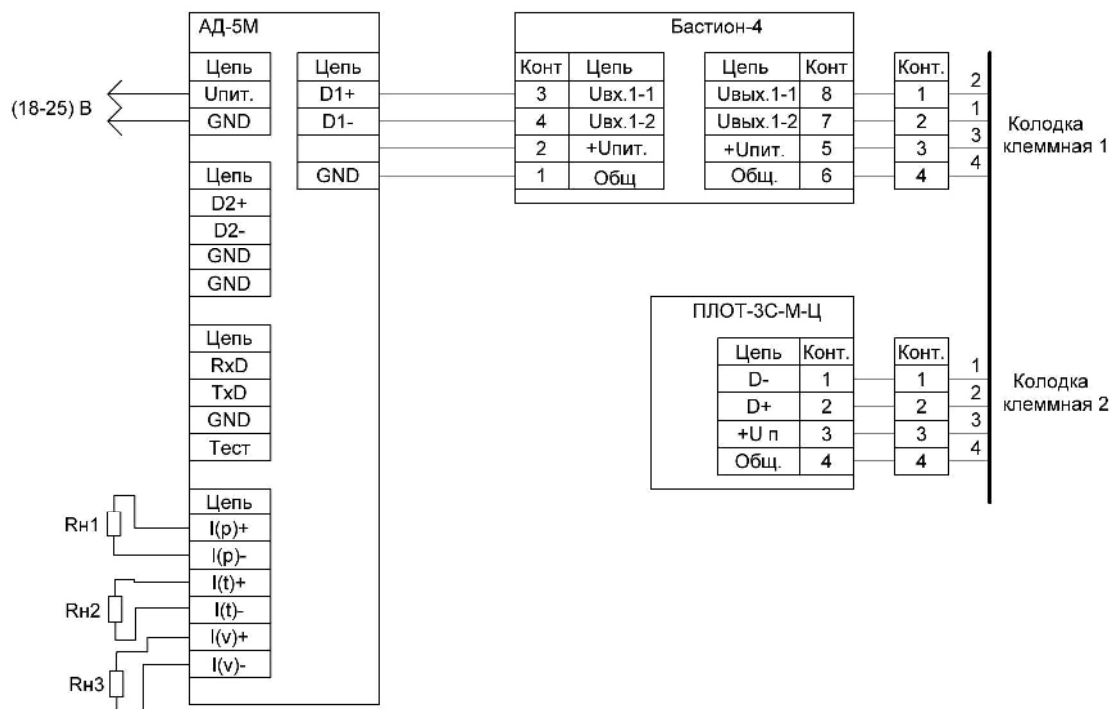 АД-5М
Цепь
Uпит.
GND
(18-25) В
Цепь
D1+
D1-
GND
Цепь
D2+
D2-
GND
GND
Цепь
RxD
TxD
GND
Тест
Цепь
I(p)+
I(p)-
I(t)+
I(t)-
I(v)+
I(v)-
Rн1
Rн2
Rн3
Бастион-4
Конт Цепь
3 Uвх.1-1
4 Uвх.1-2
2 +Uпит.
1 Общ
Цепь Конт
Uвых.1-1 8
Uвых.1-2 7
+Uпит. 5
Общ. 6
Конт.
1
2
3
4
2
1
3
4
Колодка
клеммная 1
ПЛОТ-3С-М-Ц
Цепь Конт.
D- 1
D+ 2
+U п 3
Общ. 4
Конт.
1
2
3
4
1
2
3
4
Колодка
клеммная 2